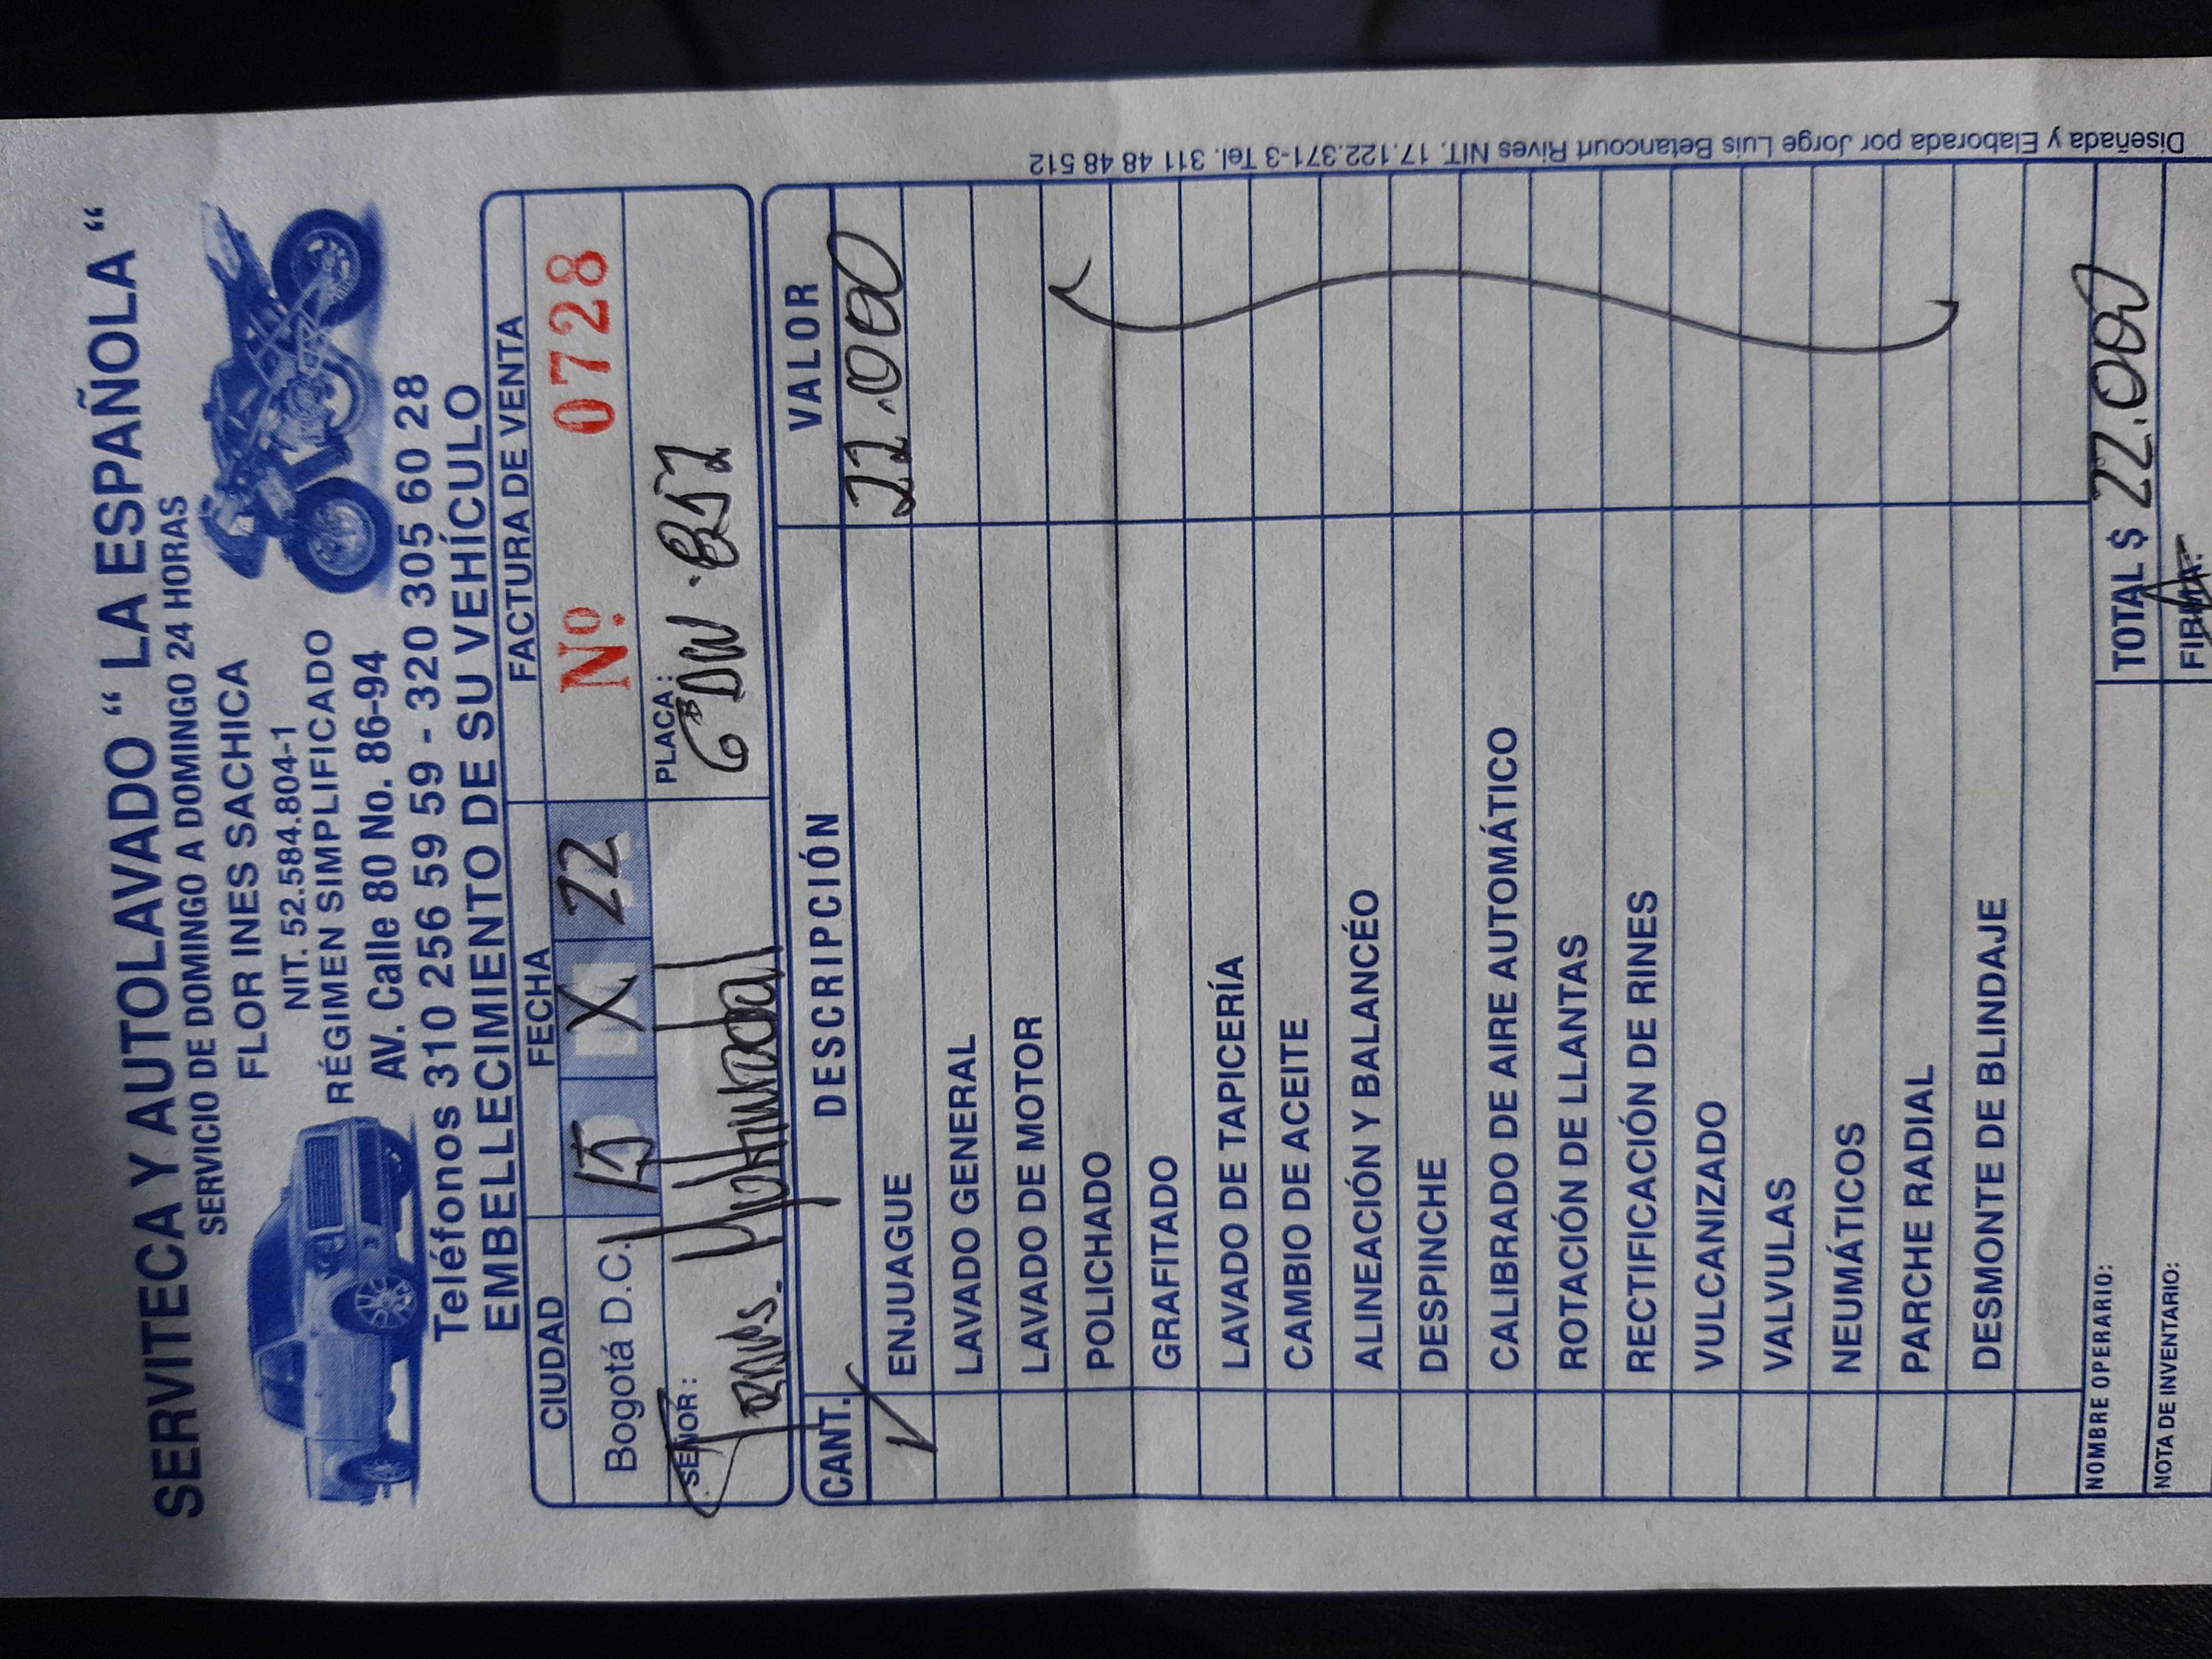 SERVITECA Y AUTOLAVADO “ LA ESPAÑOLA “
SERVICIO DE DOMINGO A DOMINGO 24 HORAS
FLOR INES SACHICA
NIT. 52.584.804-1
RÉGIMEN SIMPLIFICADO
AV. Calle 80 No. 86-94
Teléfonos 310 256 59 59 - 320 305 60 28
EMBELLECIMIENTO DE SU VEHÍCULO
CIUDAD FECHA FACTURA DE VENTA
Bogotá D.C. 15 X 22 Nº 0728
SEÑOR: PLACA:
Multimodal
CANT. DESCRIPCIÓN VALOR
ENJUAGUE 22.000
LAVADO GENERAL
LAVADO DE MOTOR
POLICHADO
GRAFITADO
LAVADO DE TAPICERÍA
CAMBIO DE ACEITE
ALINEACIÓN Y BALANCÉO
DESPINCHE
CALIBRADO DE AIRE AUTOMÁTICO
ROTACIÓN DE LLANTAS
RECTIFICACIÓN DE RINES
VULCANIZADO
VALVULAS
NEUMÁTICOS
PARCHE RADIAL
DESMONTE DE BLINDAJE
NOMBRE OPERARIO: TOTAL $ 22.000
NOTA DE INVENTARIO:
Diseñada y Elaborada por Jorge Luis Betancourt Rives NIT. 17.122.371-3 Tel. 311 48 48 512